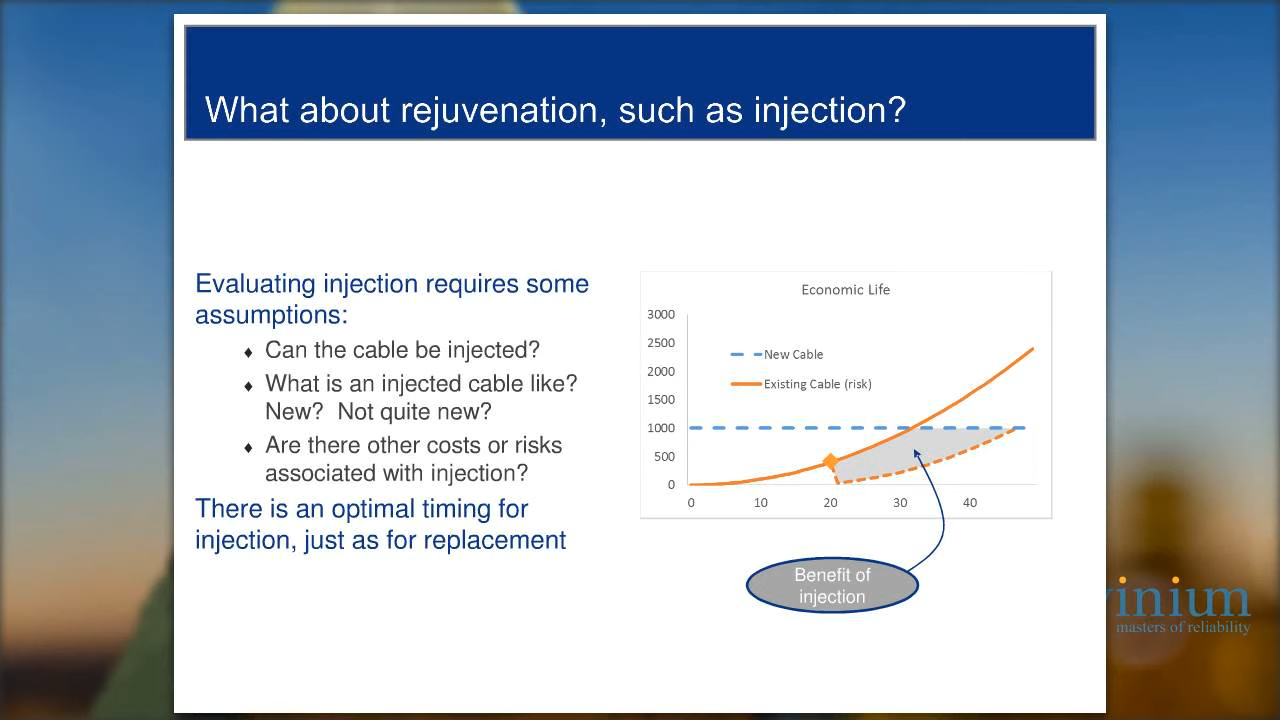 What about rejuvenation, such as injection?
Evaluating injection requires some
assumptions:
♦ Can the cable be injected?
♦ What is an injected cable like?
New? Not quite new?
♦ Are there other costs or risks
associated with injection?
There is an optimal timing for
injection, just as for replacement
Economic Life
3000
2500
2000
1500
1000
500
0
New Cable
Existing Cable (risk)
0 10 20 30 40
Benefit of
injection
vinium
masters of reliability